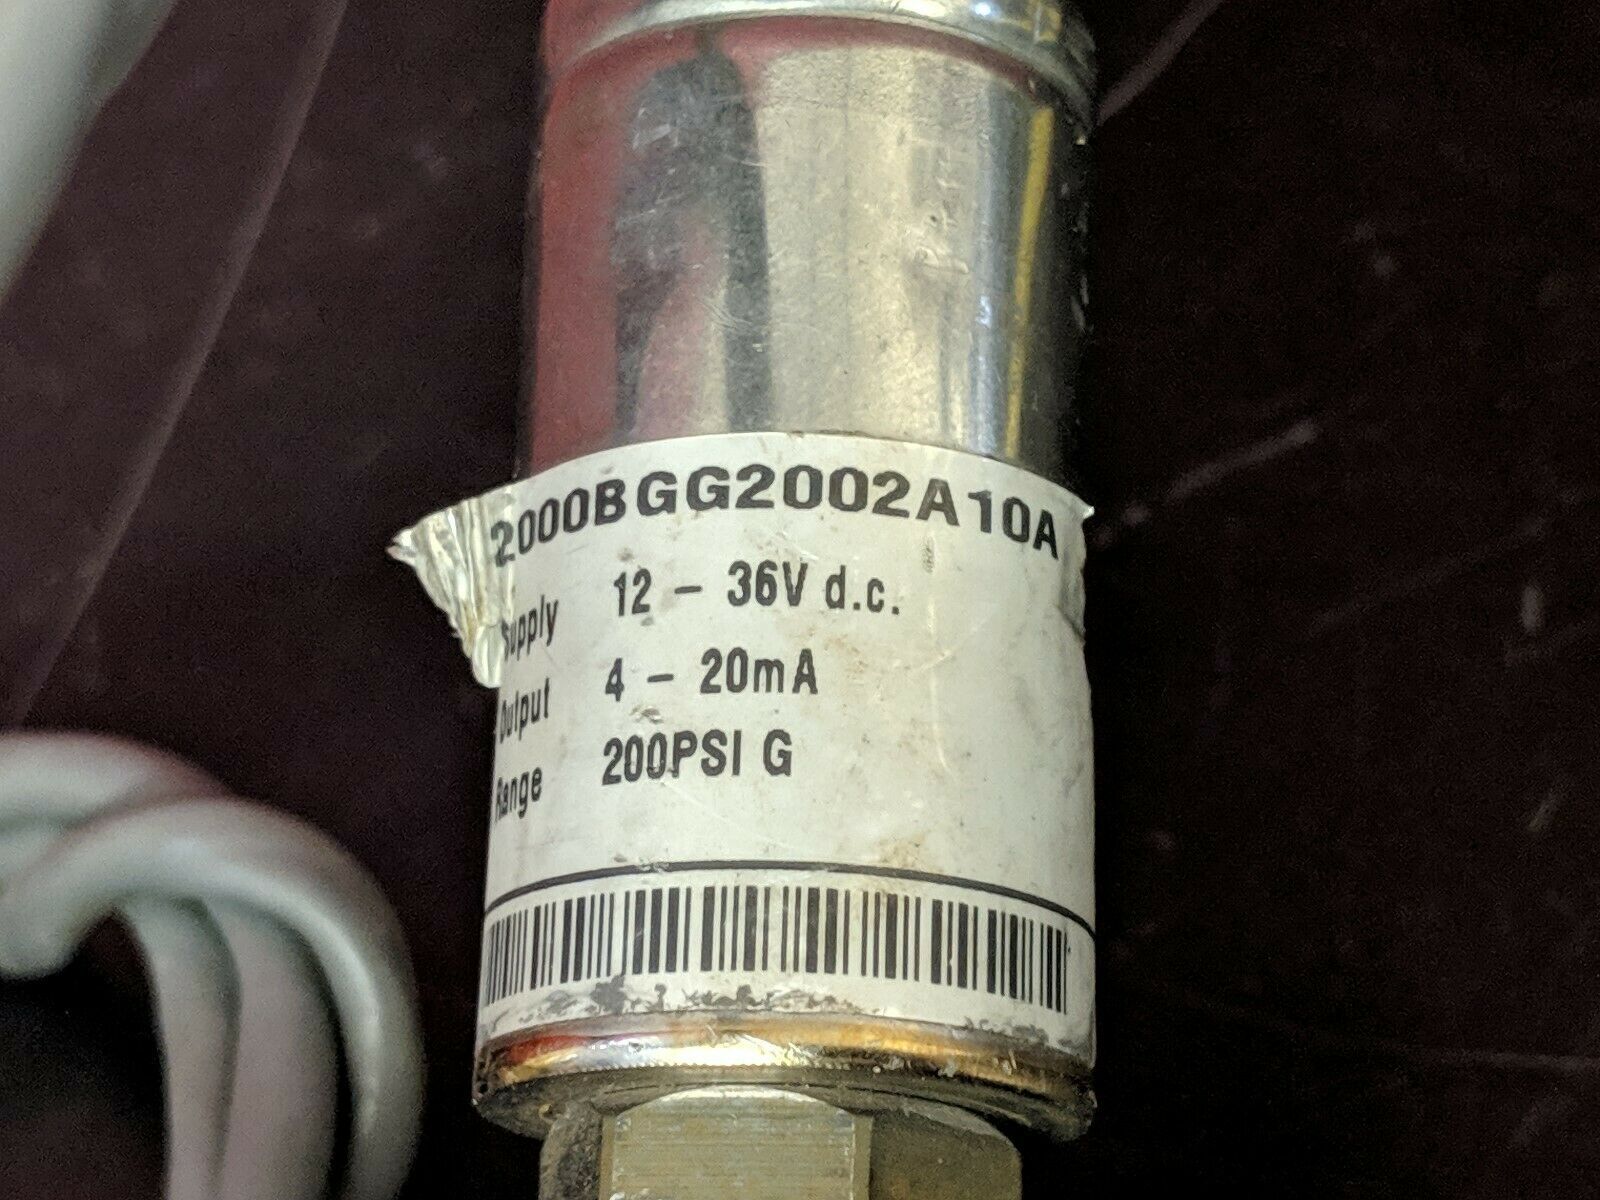 2000BGG2002A10A
Supply 12 - 36V d.c.
Output 4 - 20mA
Range 200PSI G